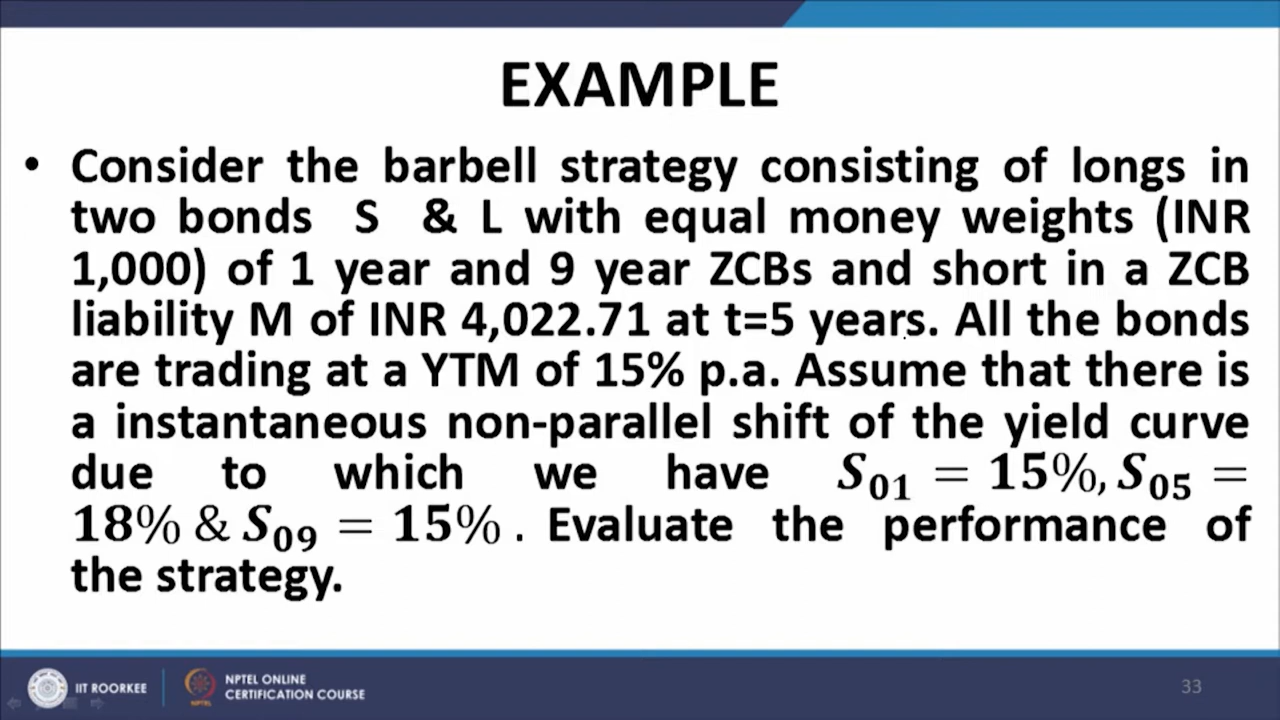 EXAMPLE
• Consider the barbell strategy consisting of longs in
two bonds S & L with equal money weights (INR
1,000) of 1 year and 9 year ZCBs and short in a ZCB
liability M of INR 4,022.71 at t=5 years. All the bonds
are trading at a YTM of 15% p.a. Assume that there is
a instantaneous non-parallel shift of the yield curve
due to which we have S₀₁ = 15%, S₀₅ =
18% & S₀₉ = 15% . Evaluate the performance of
the strategy.
IIT ROORKEE
NPTEL ONLINE
CERTIFICATION COURSE
NPTEL
33